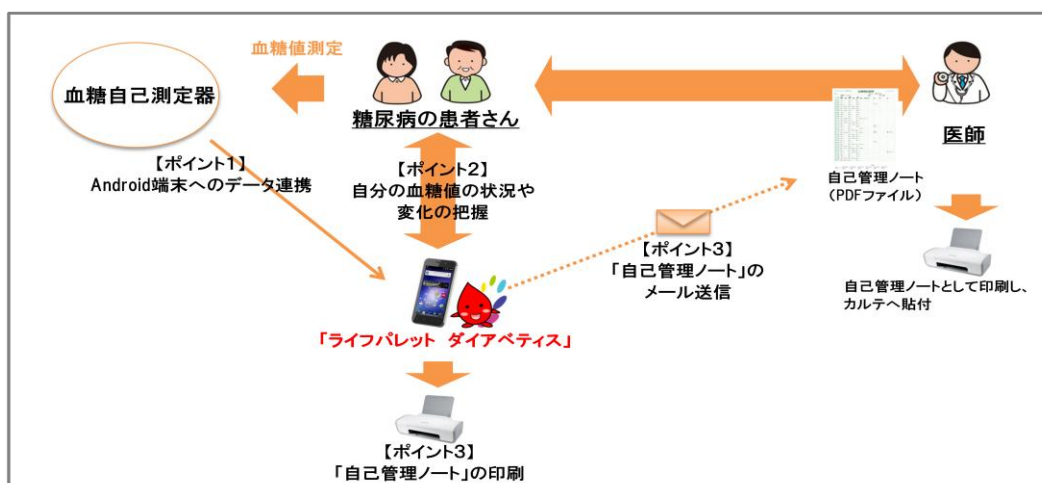 血糖値測定
血糖自己測定器
糖尿病の患者さん
医師
【ポイント1】
Android端末へのデータ連携
【ポイント2】
自分の血糖値の状況や
変化の把握
自己管理ノート
(PDFファイル)
【ポイント3】
「自己管理ノート」の
メール送信
自己管理ノートとして印刷し、
カルテへ貼付
「ライフパレット ダイアベティス」
【ポイント3】
「自己管理ノート」の印刷